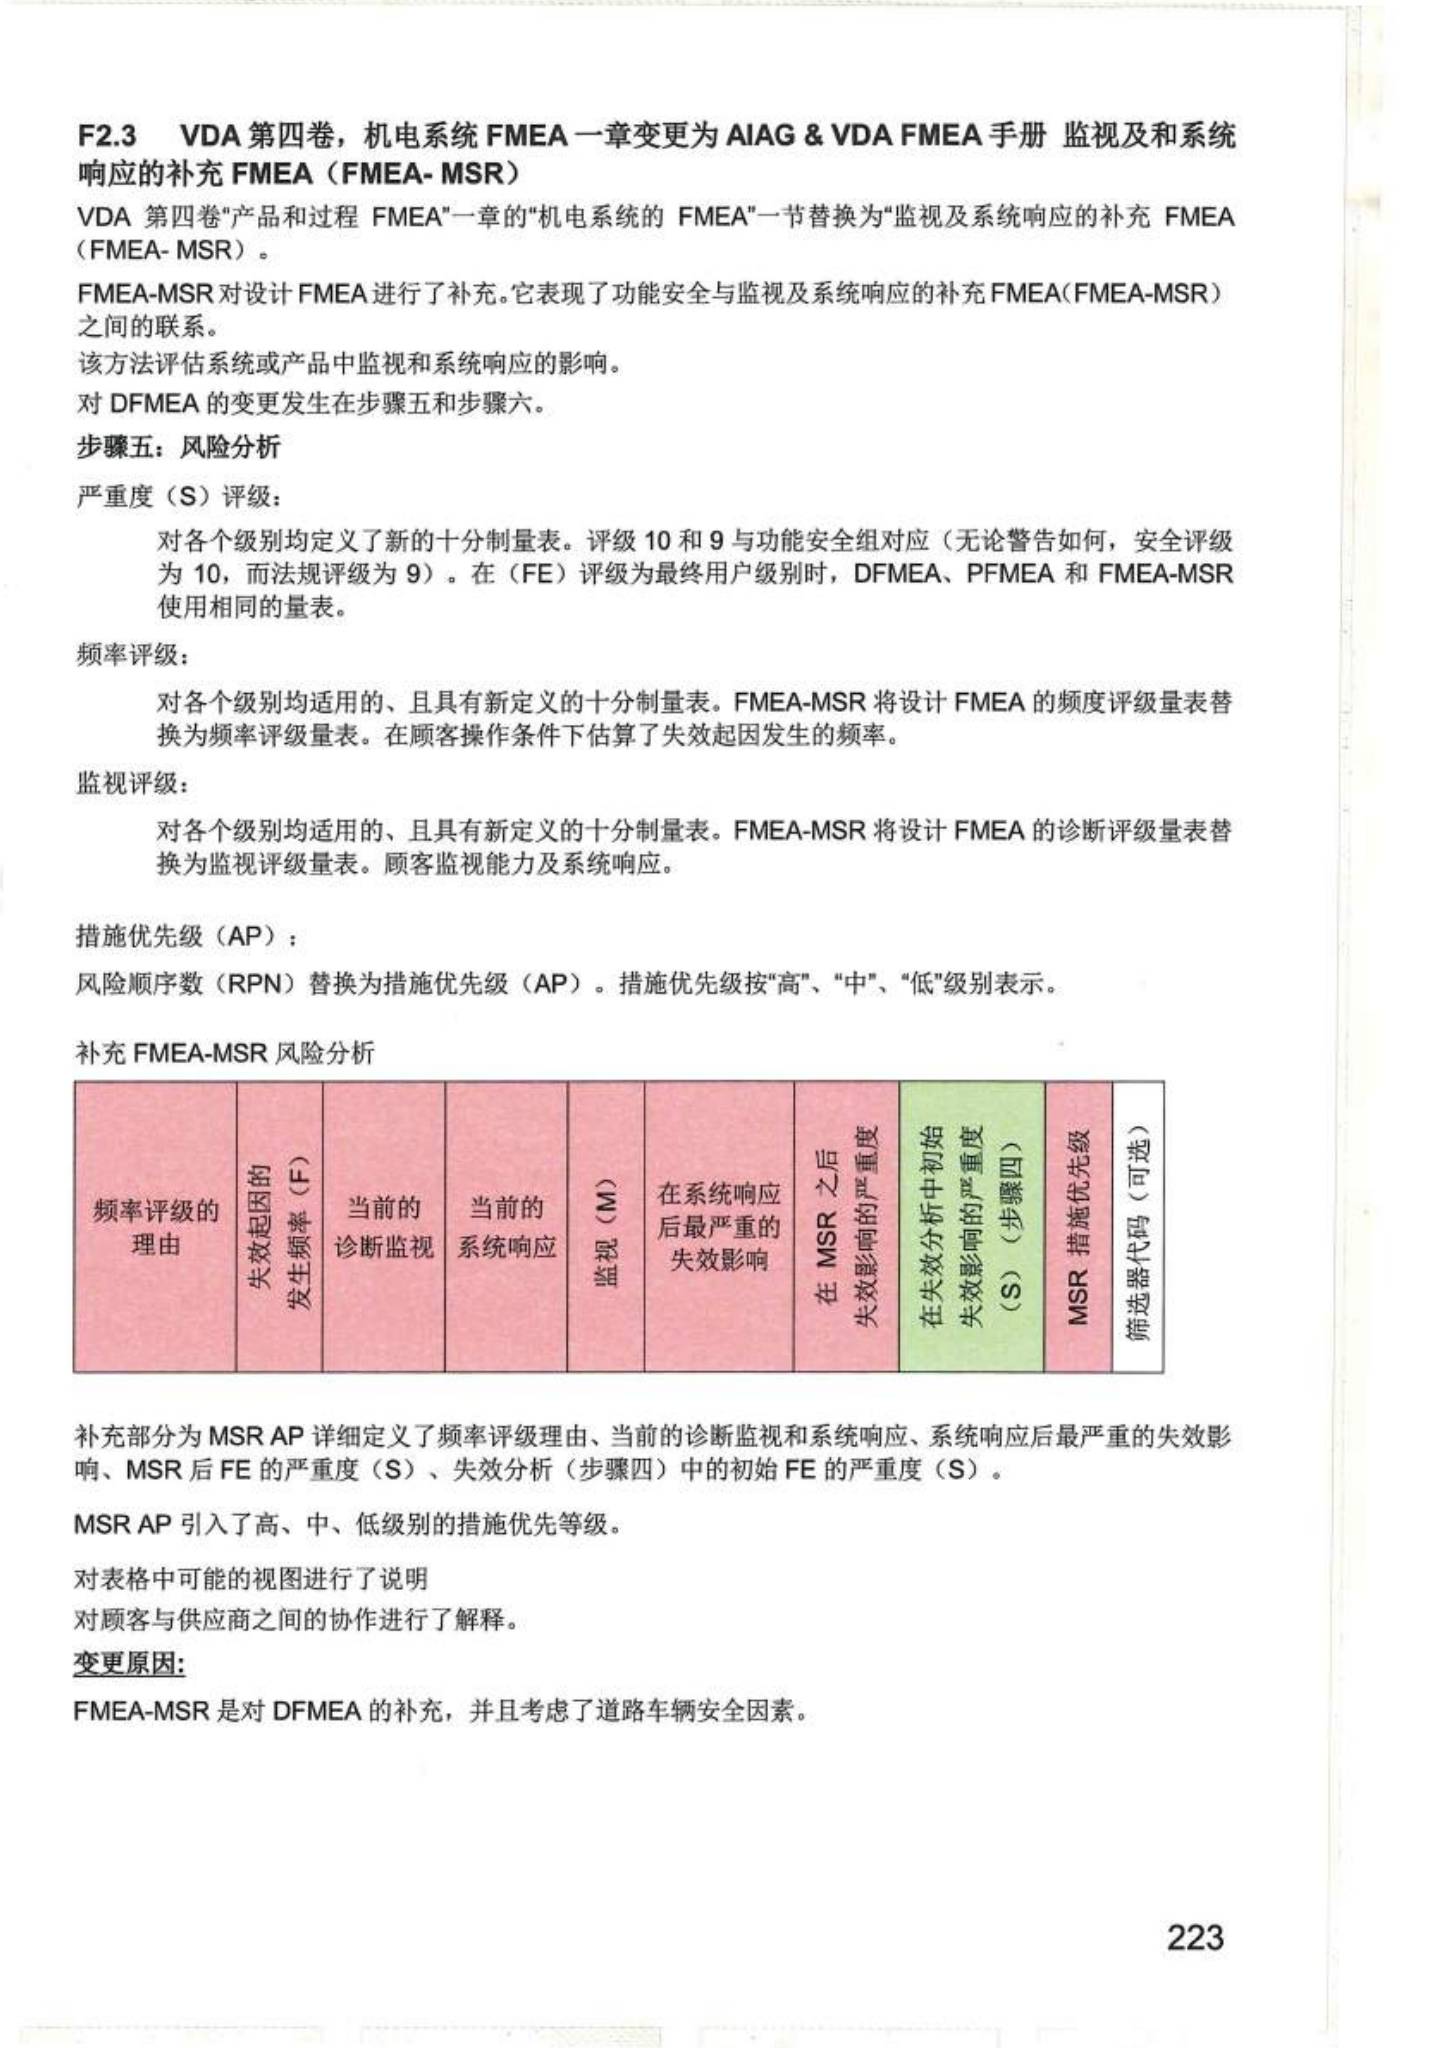 F2.3 VDA 第四卷，机电系统 FMEA 一章变更为 AIAG & VDA FMEA 手册 监视及和系统
响应的补充 FMEA（FMEA- MSR）
VDA 第四卷“产品和过程 FMEA”一章的“机电系统的 FMEA”一节替换为“监视及系统响应的补充 FMEA
（FMEA- MSR）。
FMEA-MSR 对设计 FMEA 进行了补充。它表现了功能安全与监视及系统响应的补充 FMEA（FMEA-MSR）
之间的联系。
该方法评估系统或产品中监视和系统响应的影响。
对 DFMEA 的变更发生在步骤五和步骤六。
步骤五：风险分析
严重度（S）评级：
对各个级别均定义了新的十分制量表。评级 10 和 9 与功能安全组对应（无论警告如何，安全评级
为 10，而法规评级为 9）。在（FE）评级为最终用户级别时，DFMEA、PFMEA 和 FMEA-MSR
使用相同的量表。
频率评级：
对各个级别均适用的、且具有新定义的十分制量表。FMEA-MSR 将设计 FMEA 的频度评级量表替
换为频率评级量表。在顾客操作条件下估算了失效起因发生的频率。
监视评级：
对各个级别均适用的、且具有新定义的十分制量表。FMEA-MSR 将设计 FMEA 的诊断评级量表替
换为监视评级量表。顾客监视能力及系统响应。
措施优先级（AP）：
风险顺序数（RPN）替换为措施优先级（AP）。措施优先级按“高”、“中”、“低”级别表示。
补充 FMEA-MSR 风险分析
频率评级的
理由
失效起因的
发生频率（F）
当前的
诊断监视
当前的
系统响应
监视（M）
在系统响应
后最严重的
失效影响
在 MSR 之后
失效影响的严重度
在失效分析中初始
失效影响的严重度
（S）（步骤四）
MSR 措施优先级
筛选器代码（可选）
补充部分为 MSR AP 详细定义了频率评级理由、当前的诊断监视和系统响应、系统响应后最严重的失效影
响、MSR 后 FE 的严重度（S）、失效分析（步骤四）中的初始 FE 的严重度（S）。
MSR AP 引入了高、中、低级别的措施优先等级。
对表格中可能的视图进行了说明
对顾客与供应商之间的协作进行了解释。
变更原因:
FMEA-MSR 是对 DFMEA 的补充，并且考虑了道路车辆安全因素。
223